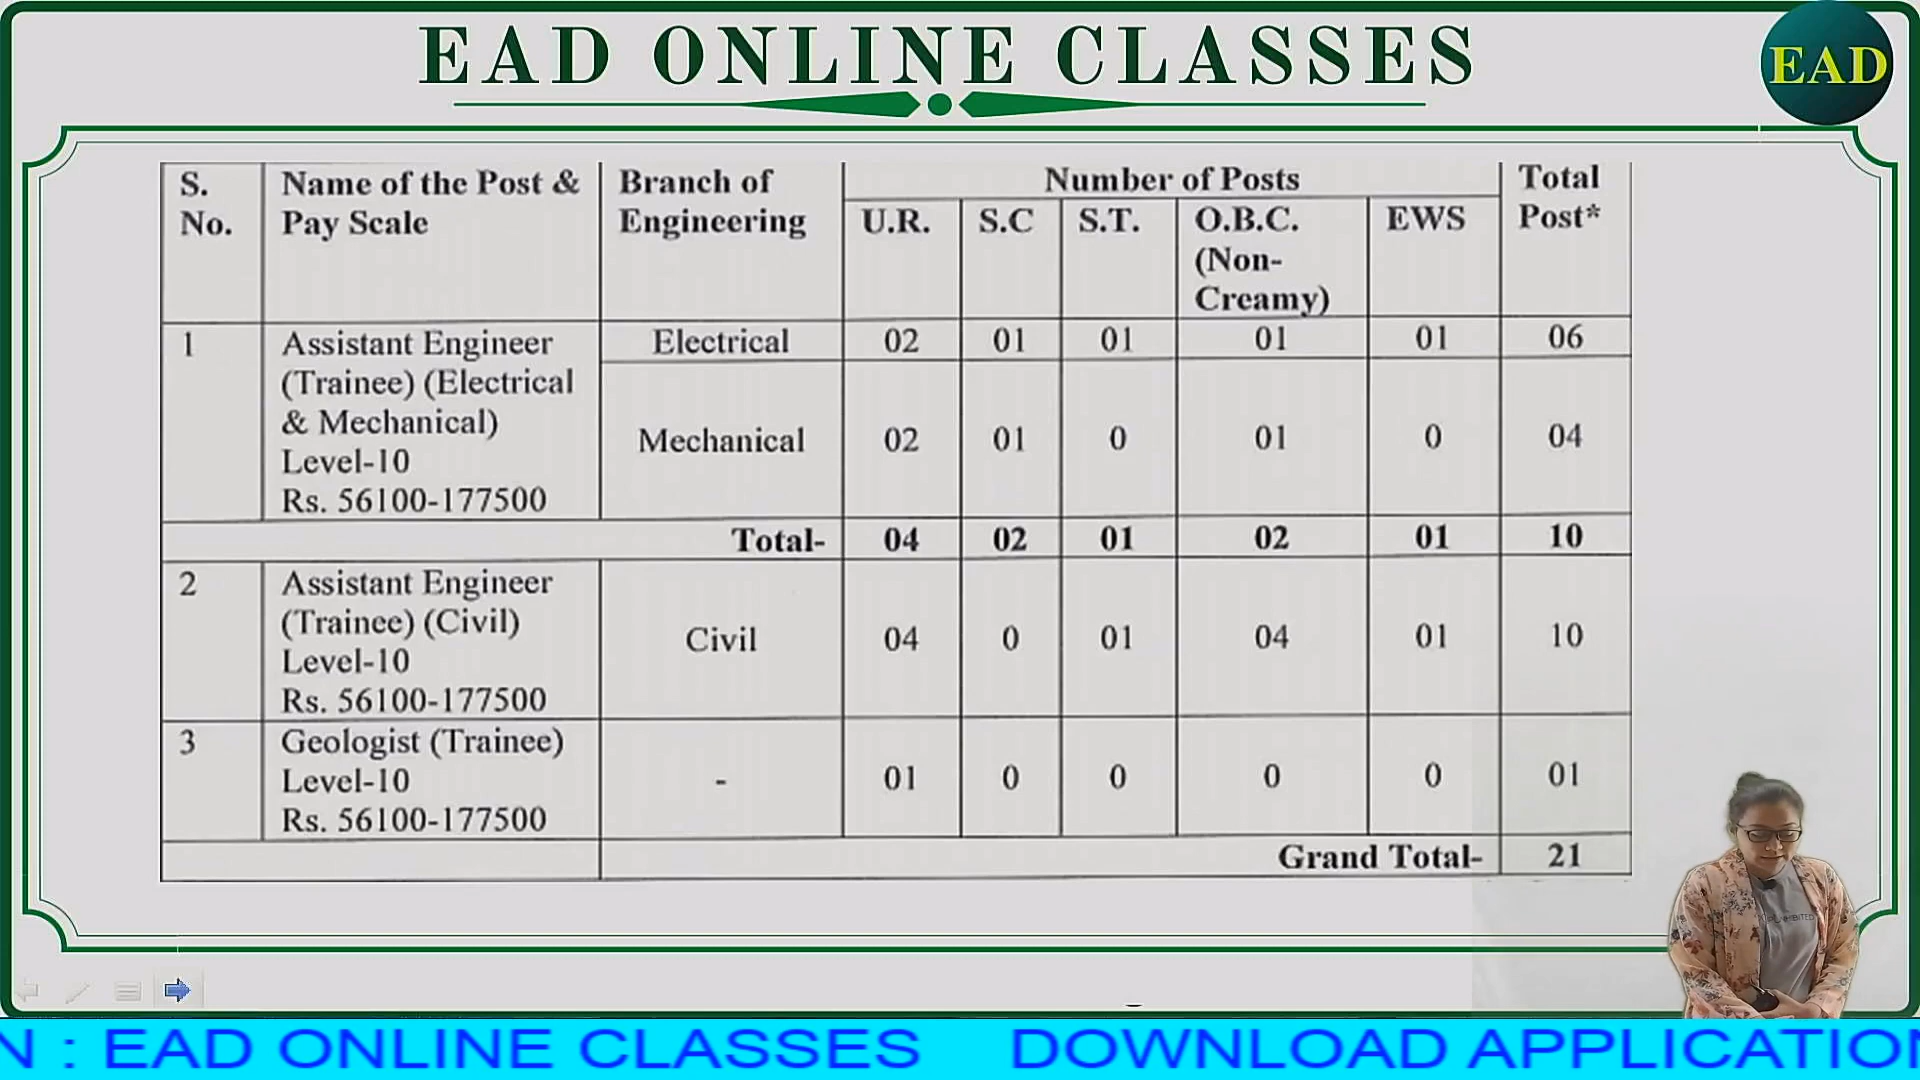 EAD ONLINE CLASSES
EAD
S. No. Name of the Post & Pay Scale Branch of Engineering Number of Posts Total Post*
U.R. S.C S.T. O.B.C. (Non-Creamy) EWS
1 Assistant Engineer (Trainee) (Electrical & Mechanical) Level-10 Rs. 56100-177500 Electrical 02 01 01 01 01 06
Mechanical 02 01 0 01 0 04
Total- 04 02 01 02 01 10
2 Assistant Engineer (Trainee) (Civil) Level-10 Rs. 56100-177500 Civil 04 0 01 04 01 10
3 Geologist (Trainee) Level-10 Rs. 56100-177500 - 01 0 0 0 0 01
Grand Total- 21
N : EAD ONLINE CLASSES DOWNLOAD APPLICATION